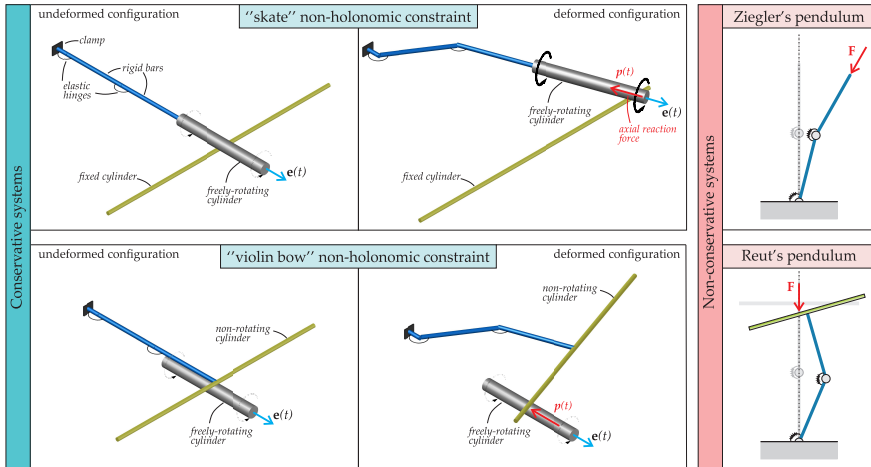 Conservative systems
"skate" non-holonomic constraint
undeformed configuration
clamp
rigid bars
elastic
hinges
fixed cylinder
freely-rotating
cylinder
e(t)
deformed configuration
p(t)
e(t)
freely-rotating
cylinder
axial reaction
force
fixed cylinder
"violin bow" non-holonomic constraint
undeformed configuration
non-rotating
cylinder
freely-rotating
cylinder
e(t)
deformed configuration
non-rotating
cylinder
p(t)
freely-rotating
cylinder
e(t)
Non-conservative systems
Ziegler's pendulum
F
Reut's pendulum
F